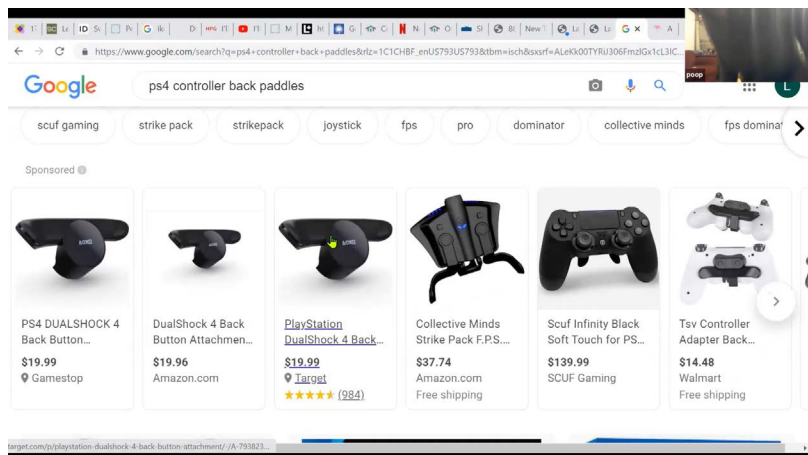 https://www.google.com/search?q=ps4+controller+back+paddles&rlz=1C1CHBF_enUS793US793&tbm=isch&sxsrf=ALeKk00TYRiJ306FmzIGx1cL3IC...
poop
Google
ps4 controller back paddles
L
scuf gaming
strike pack
strikepack
joystick
fps
pro
dominator
collective minds
fps dominat
Sponsored
PS4 DUALSHOCK 4
Back Button...
$19.99
Gamestop
DualShock 4 Back
Button Attachmen...
$19.96
Amazon.com
PlayStation
DualShock 4 Back...
$19.99
Target
(984)
Collective Minds
Strike Pack F.P.S....
$37.74
Amazon.com
Free shipping
Scuf Infinity Black
Soft Touch for PS...
$139.99
SCUF Gaming
Tsv Controller
Adapter Back...
$14.48
Walmart
Free shipping
target.com/p/playstation-dualshock-4-back-button-attachment/-/A-793823...